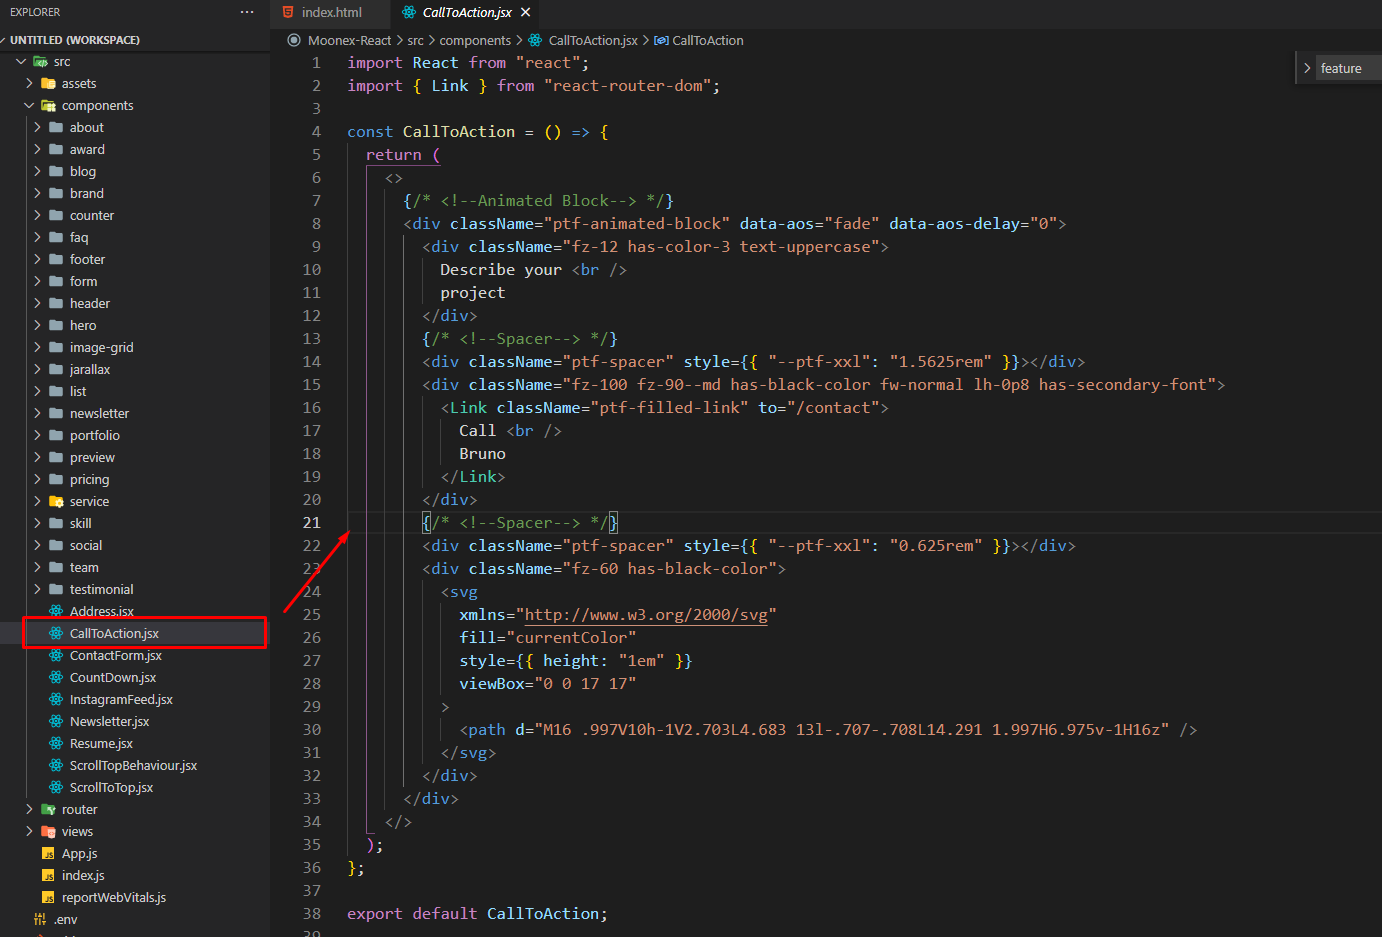 EXPLORER
···
index.html
CallToAction.jsx
UNTITLED (WORKSPACE)
Moonex-React > src > components > CallToAction.jsx > CallToAction
src
assets
components
about
award
blog
brand
counter
faq
footer
form
header
hero
image-grid
jarallax
list
newsletter
portfolio
preview
pricing
service
skill
social
team
testimonial
Address.jsx
CallToAction.jsx
ContactForm.jsx
CountDown.jsx
InstagramFeed.jsx
Newsletter.jsx
Resume.jsx
ScrollTopBehaviour.jsx
ScrollToTop.jsx
router
views
JS App.js
JS index.js
JS reportWebVitals.js
.env
feature
1 import React from "react";
2 import { Link } from "react-router-dom";
3
4 const CallToAction = () => {
5 return (
6 <>
7 {/* <!--Animated Block--> */}
8 <div className="ptf-animated-block" data-aos="fade" data-aos-delay="0">
9 <div className="fz-12 has-color-3 text-uppercase">
10 Describe your <br />
11 project
12 </div>
13 {/* <!--Spacer--> */}
14 <div className="ptf-spacer" style={{ "--ptf-xxl": "1.5625rem" }}></div>
15 <div className="fz-100 fz-90--md has-black-color fw-normal lh-0p8 has-secondary-font">
16 <Link className="ptf-filled-link" to="/contact">
17 Call <br />
18 Bruno
19 </Link>
20 </div>
21 {/* <!--Spacer--> */}
22 <div className="ptf-spacer" style={{ "--ptf-xxl": "0.625rem" }}></div>
23 <div className="fz-60 has-black-color">
24 <svg
25 xmlns="http://www.w3.org/2000/svg"
26 fill="currentColor"
27 style={{ height: "1em" }}
28 viewBox="0 0 17 17"
29 >
30 <path d="M16 .997V10h-1V2.703L4.683 13l-.707-.708L14.291 1.997H6.975v-1H16z" />
31 </svg>
32 </div>
33 </div>
34 </>
35 );
36 };
37
38 export default CallToAction;
39